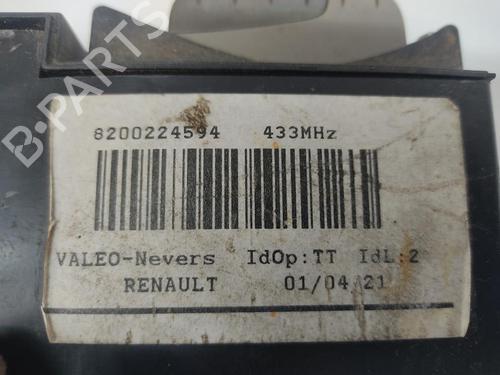 8200224594 433MHz
VALEO-Nevers IdOp:TT IdL:2
RENAULT 01/04/21
B-PARTS